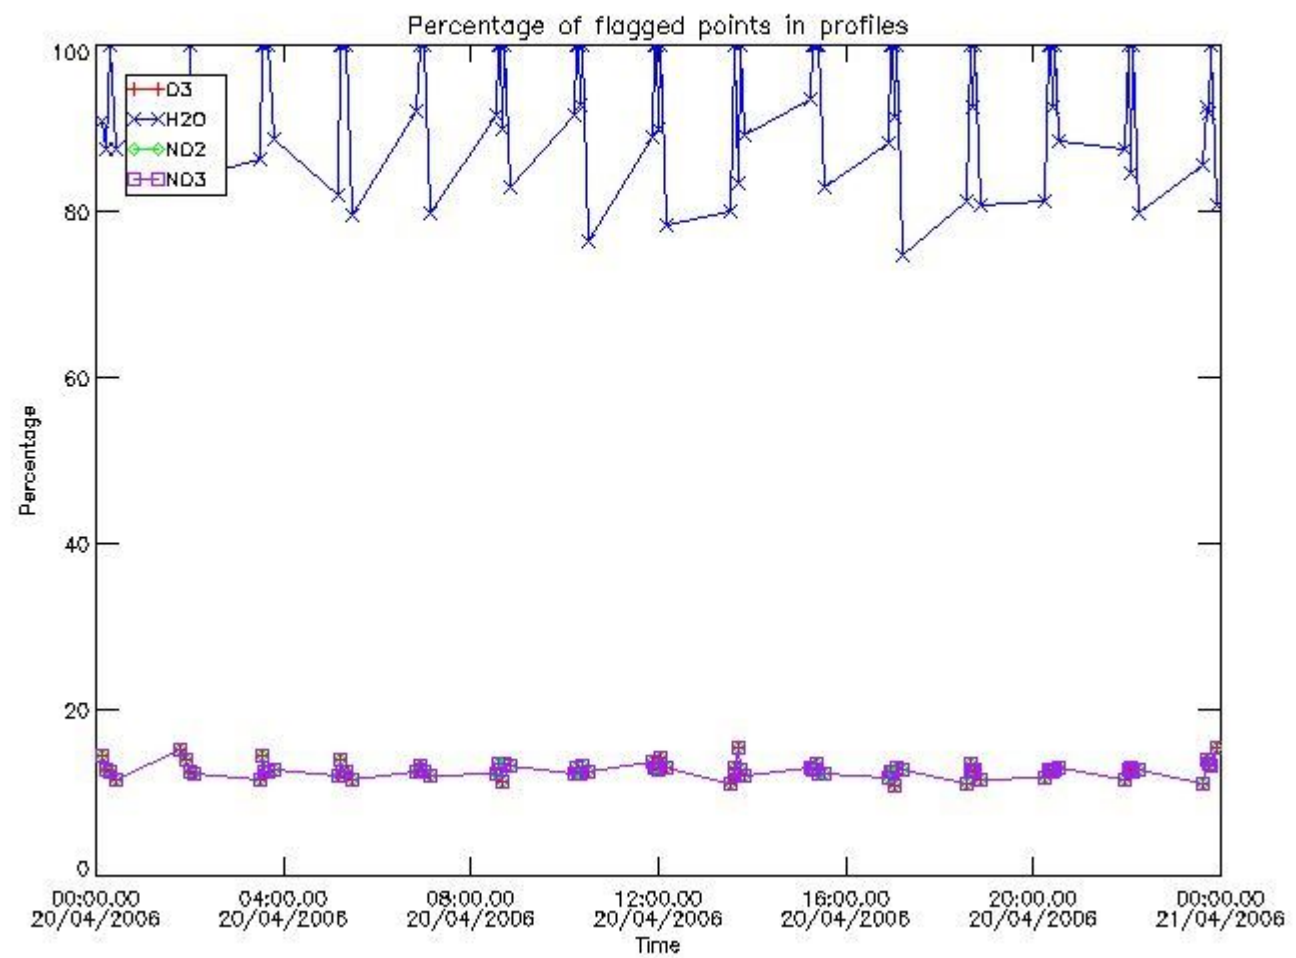 Percentage of flagged points in profiles
100
80
60
40
20
0
Percentage
O3
H2O
NO2
NO3
00:00.00 04:00.00 08:00.00 12:00.00 16:00.00 20:00.00 00:00.00
20/04/2006 20/04/2006 20/04/2006 20/04/2006 20/04/2006 20/04/2006 21/04/2006
Time